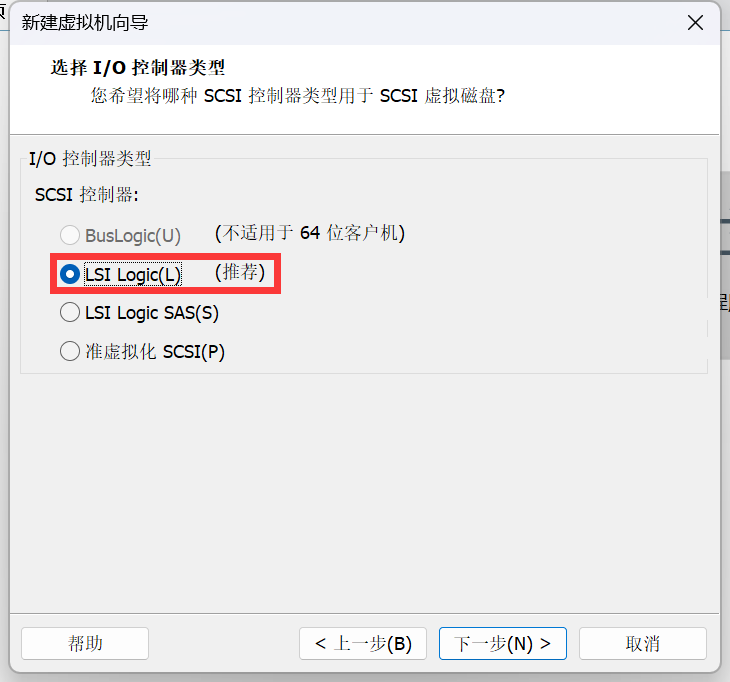 新建虚拟机向导
选择 I/O 控制器类型
您希望将哪种 SCSI 控制器类型用于 SCSI 虚拟磁盘?
I/O 控制器类型
SCSI 控制器:
BusLogic(U) (不适用于 64 位客户机)
LSI Logic(L) (推荐)
LSI Logic SAS(S)
准虚拟化 SCSI(P)
帮助 < 上一步(B) 下一步(N) > 取消